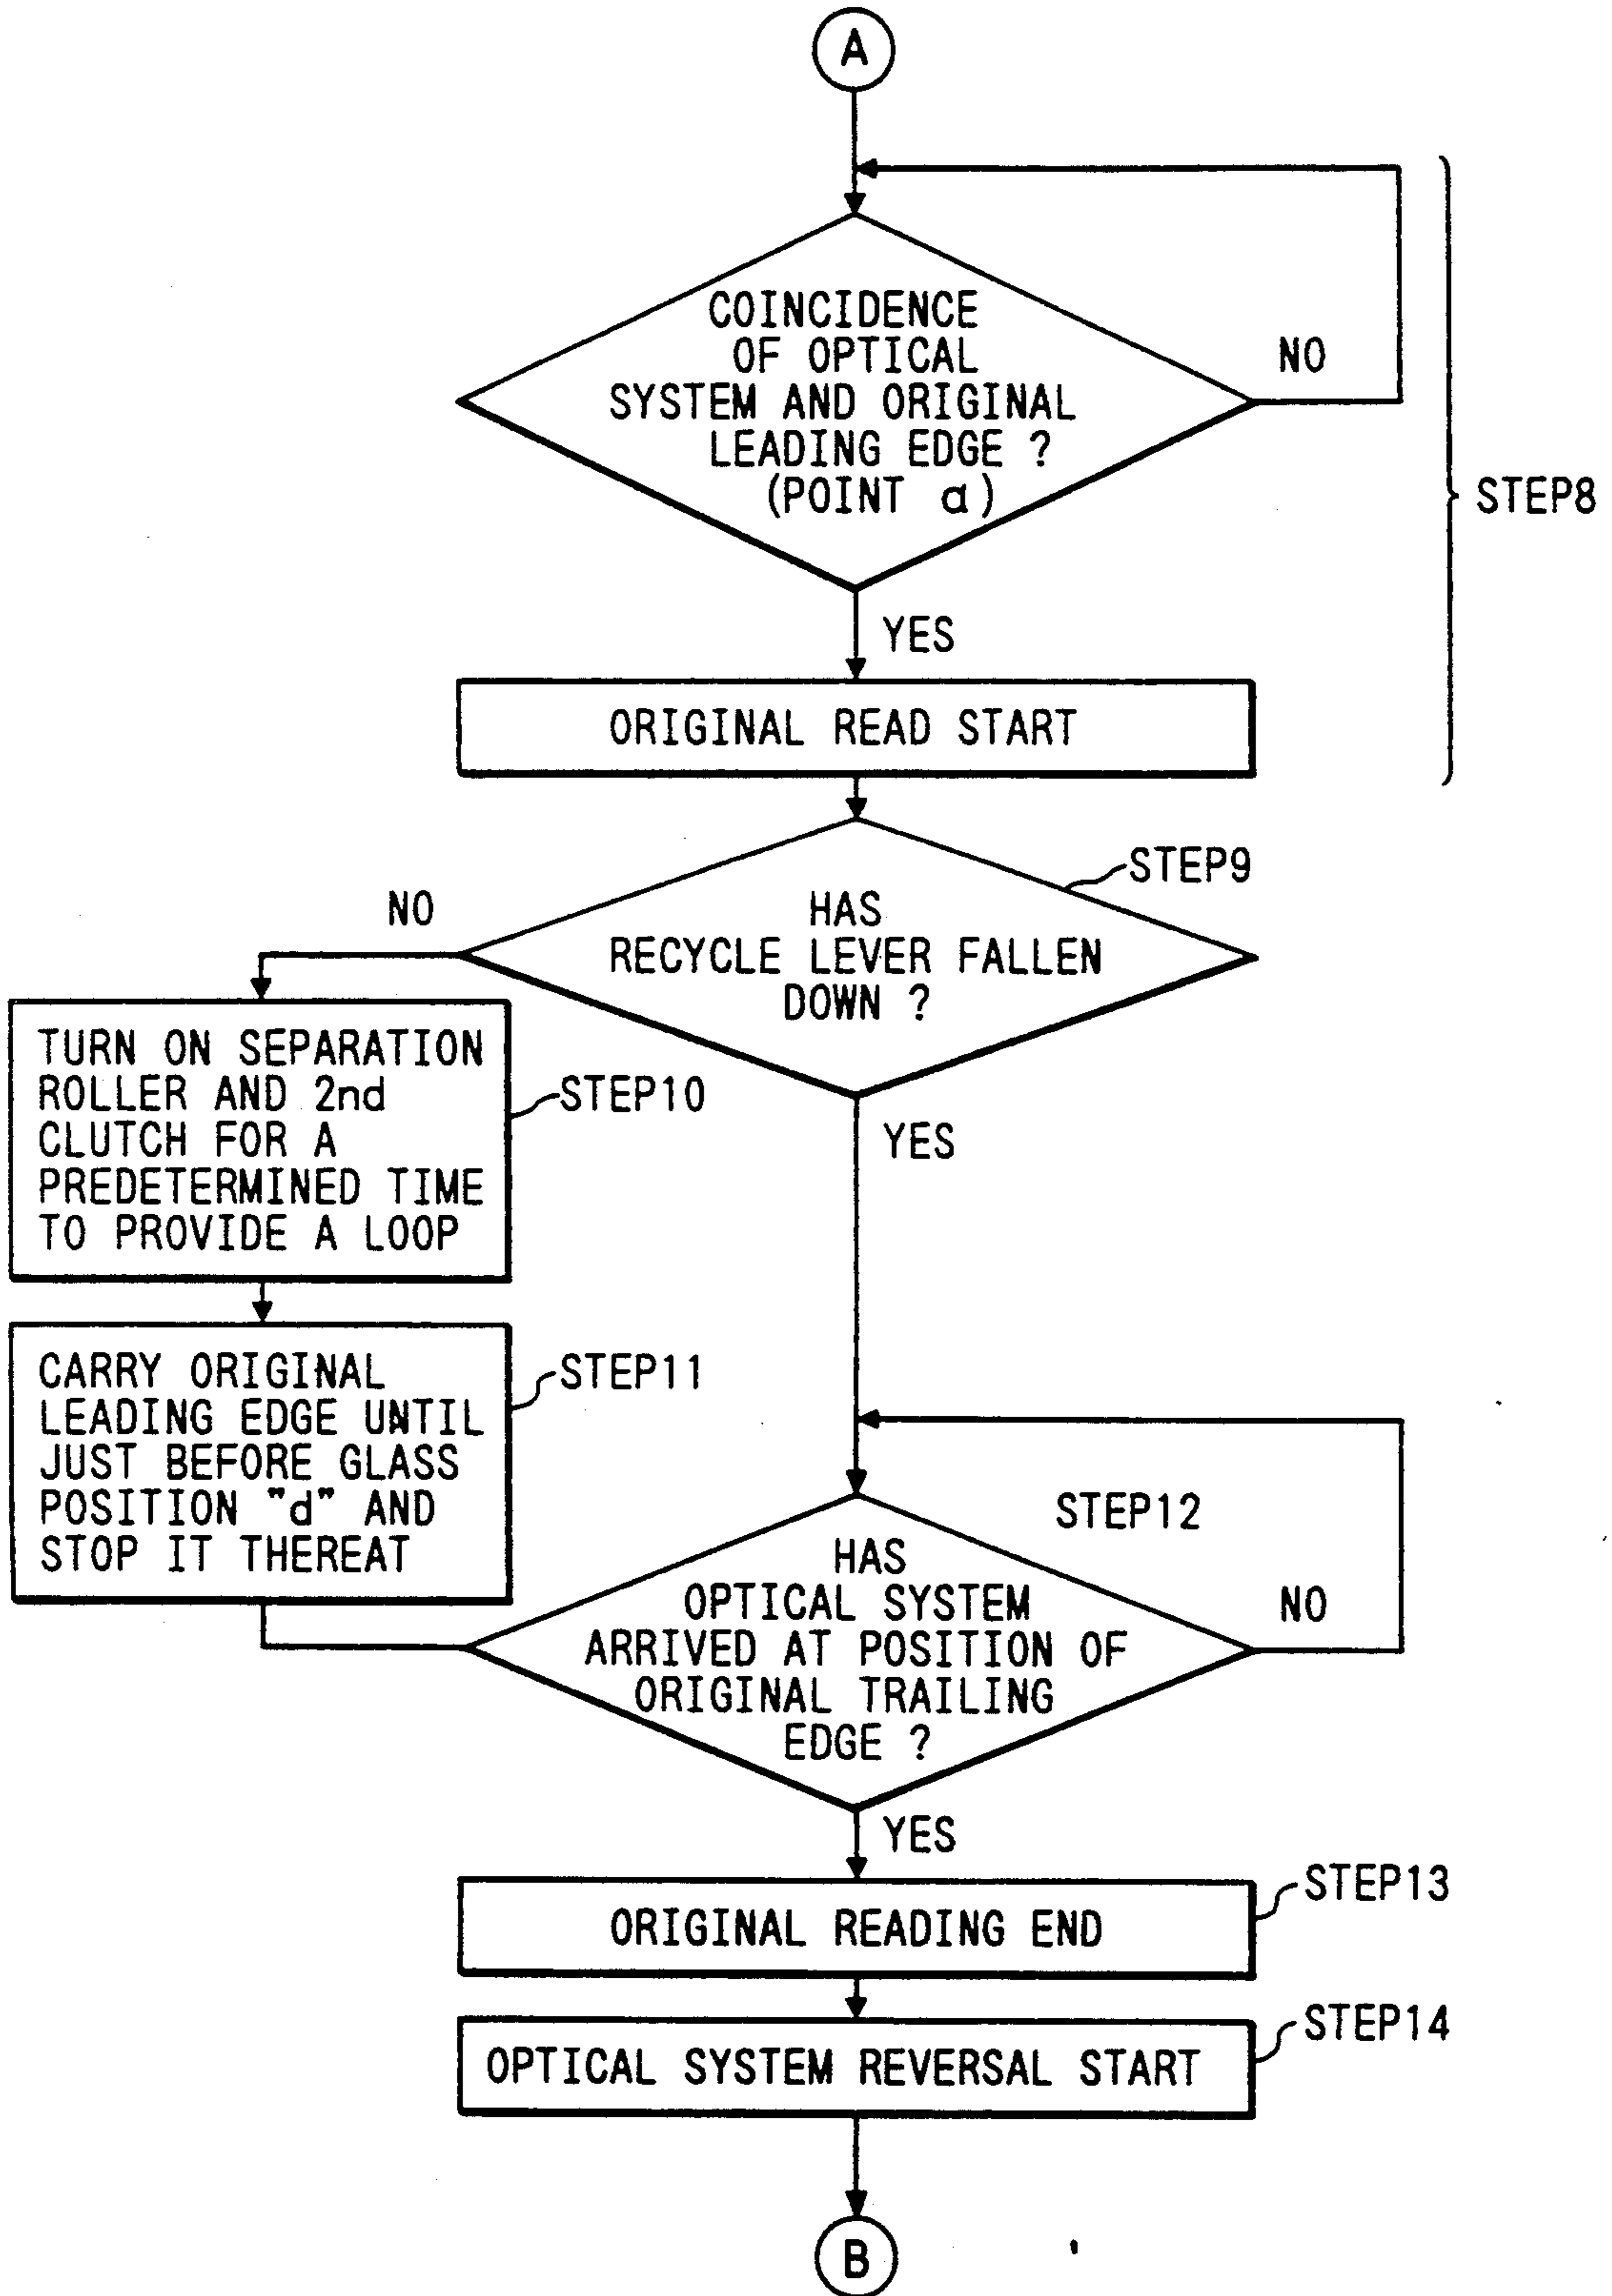 A
COINCIDENCE
OF OPTICAL
SYSTEM AND ORIGINAL
LEADING EDGE ?
(POINT a)
NO
STEP8
YES
ORIGINAL READ START
STEP9
HAS
RECYCLE LEVER FALLEN
DOWN ?
NO
YES
TURN ON SEPARATION
ROLLER AND 2nd
CLUTCH FOR A
PREDETERMINED TIME
TO PROVIDE A LOOP
STEP10
CARRY ORIGINAL
LEADING EDGE UNTIL
JUST BEFORE GLASS
POSITION "d" AND
STOP IT THEREAT
STEP11
STEP12
HAS
OPTICAL SYSTEM
ARRIVED AT POSITION OF
ORIGINAL TRAILING
EDGE ?
NO
YES
ORIGINAL READING END
STEP13
OPTICAL SYSTEM REVERSAL START
STEP14
B